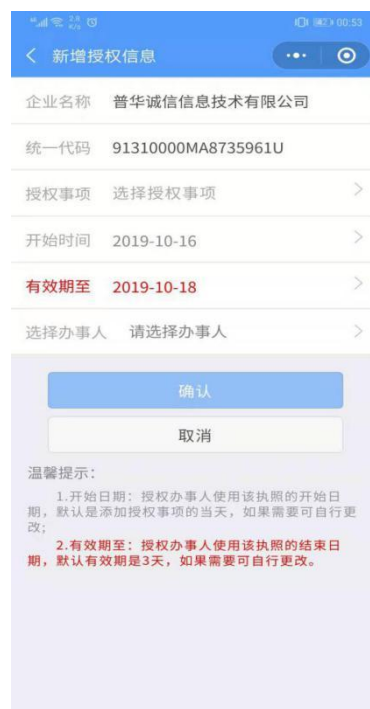 46 2.8 K/s 42 00:53
新增授权信息
企业名称 普华诚信信息技术有限公司
统一代码 91310000MA8735961U
授权事项 选择授权事项
开始时间 2019-10-16
有效期至 2019-10-18
选择办事人 请选择办事人
确认
取消
温馨提示：
1.开始日期：授权办事人使用该执照的开始日
期，默认是添加授权事项的当天，如果需要可自行更
改;
2.有效期至：授权办事人使用该执照的结束日
期，默认有效期是3天，如果需要可自行更改。